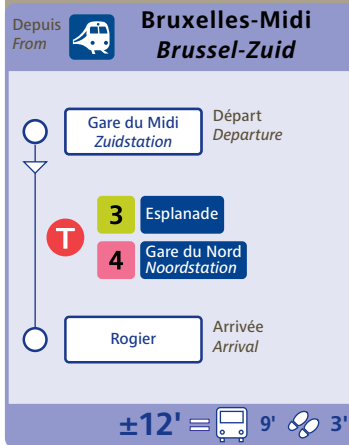 Depuis
From
Bruxelles-Midi
Brussel-Zuid
Gare du Midi
Zuidstation
Départ
Departure
T
3 Esplanade
4 Gare du Nord
Noordstation
Rogier
Arrivée
Arrival
±12' = 9' 3'